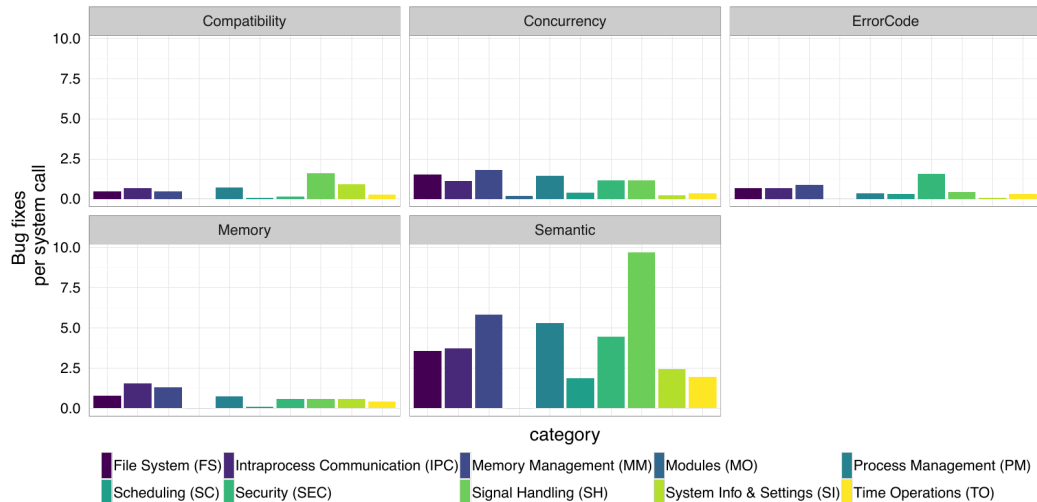 Compatibility
Concurrency
ErrorCode
10.0
7.5
5.0
2.5
0.0
Memory
Semantic
10.0
7.5
5.0
2.5
0.0
Bug fixes
per system call
category
File System (FS) Intraprocess Communication (IPC) Memory Management (MM) Modules (MO) Process Management (PM)
Scheduling (SC) Security (SEC) Signal Handling (SH) System Info & Settings (SI) Time Operations (TO)